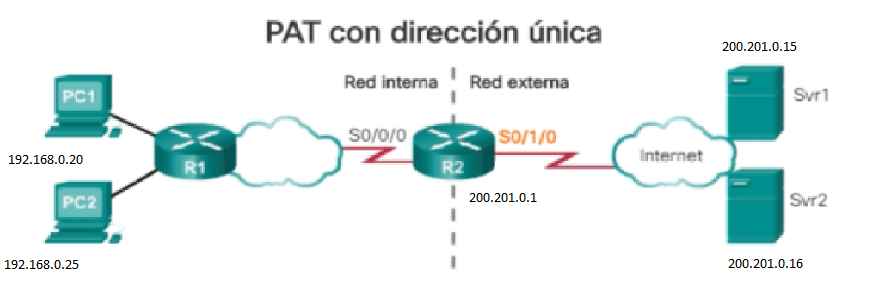 PAT con dirección única
200.201.0.15
Red interna
Red externa
PC1
Svr1
S0/0/0
S0/1/0
192.168.0.20
R1
R2
Internet
200.201.0.1
PC2
Svr2
192.168.0.25
200.201.0.16